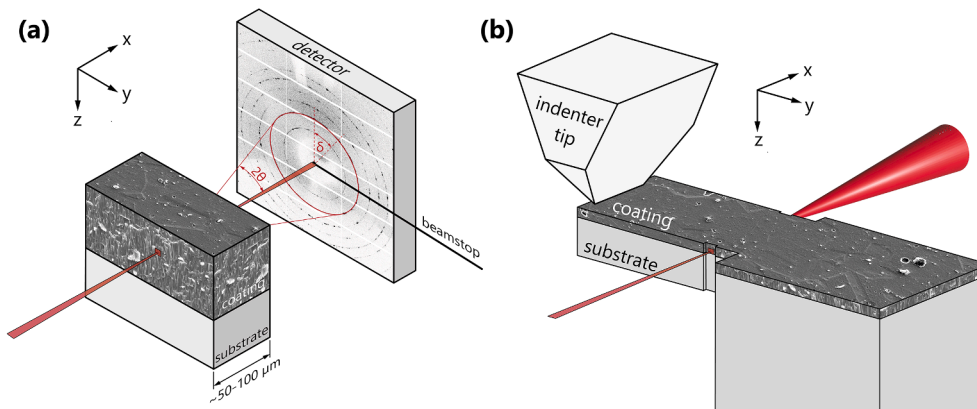 (a)
x
y
z
detector
δ
2θ
beamstop
coating
substrate
~50-100 μm
(b)
x
y
z
indenter
tip
coating
substrate